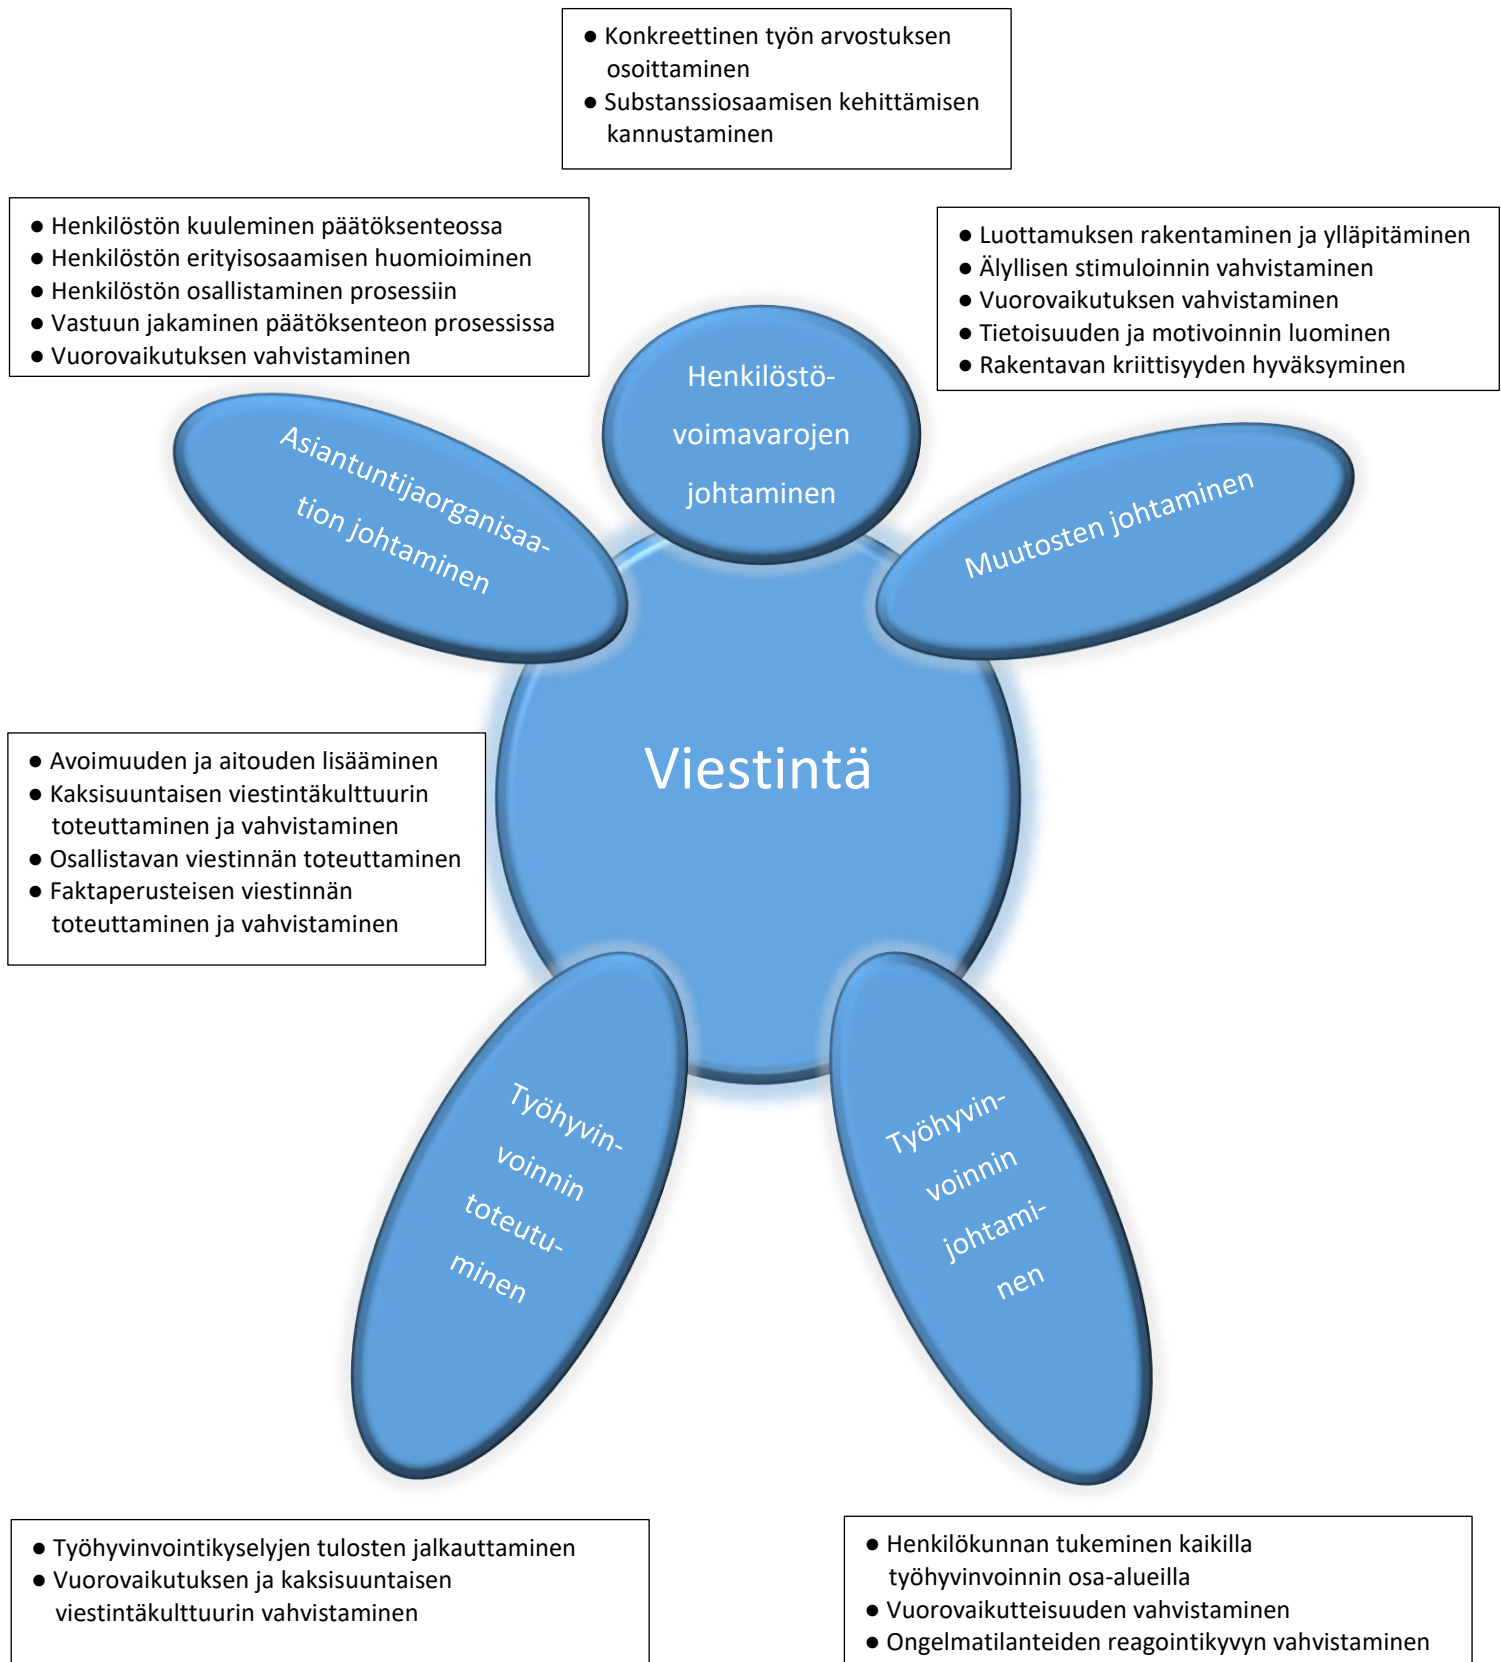 ● Konkreettinen työn arvostuksen
osoittaminen
● Substanssiosaamisen kehittämisen
kannustaminen
● Henkilöstön kuuleminen päätöksenteossa
● Henkilöstön erityisosaamisen huomioiminen
● Henkilöstön osallistaminen prosessiin
● Vastuun jakaminen päätöksenteon prosessissa
● Vuorovaikutuksen vahvistaminen
● Luottamuksen rakentaminen ja ylläpitäminen
● Älyllisen stimuloinnin vahvistaminen
● Vuorovaikutuksen vahvistaminen
● Tietoisuuden ja motivoinnin luominen
● Rakentavan kriittisyyden hyväksyminen
Henkilöstö-
voimavarojen
johtaminen
Asiantuntijaorganisaa-
tion johtaminen
Muutosten johtaminen
Viestintä
● Avoimuuden ja aitouden lisääminen
● Kaksisuuntaisen viestintäkulttuurin
toteuttaminen ja vahvistaminen
● Osallistavan viestinnän toteuttaminen
● Faktaperusteisen viestinnän
toteuttaminen ja vahvistaminen
Työhyvin-
voinnin
toteutu-
minen
Työhyvin-
voinnin
johtami-
nen
● Työhyvinvointikyselyjen tulosten jalkauttaminen
● Vuorovaikutuksen ja kaksisuuntaisen
viestintäkulttuurin vahvistaminen
● Henkilökunnan tukeminen kaikilla
työhyvinvoinnin osa-alueilla
● Vuorovaikutteisuuden vahvistaminen
● Ongelmatilanteiden reagointikyvyn vahvistaminen